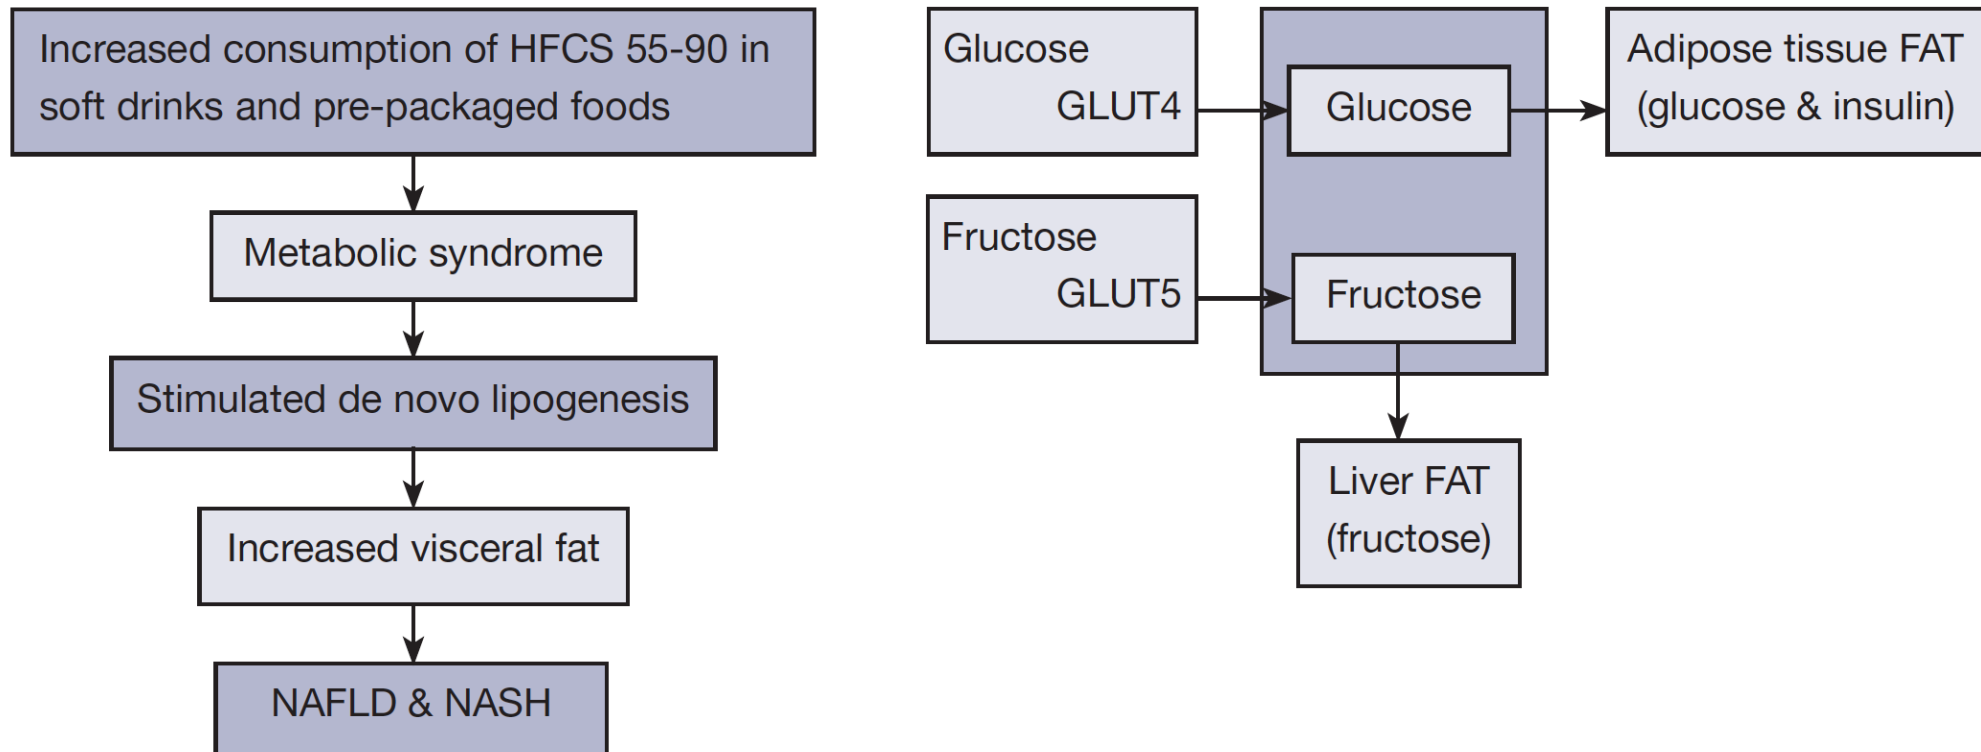 Increased consumption of HFCS 55-90 in
soft drinks and pre-packaged foods
Metabolic syndrome
Stimulated de novo lipogenesis
Increased visceral fat
NAFLD & NASH
Glucose
GLUT4
Glucose
Adipose tissue FAT
(glucose & insulin)
Fructose
GLUT5
Fructose
Liver FAT
(fructose)